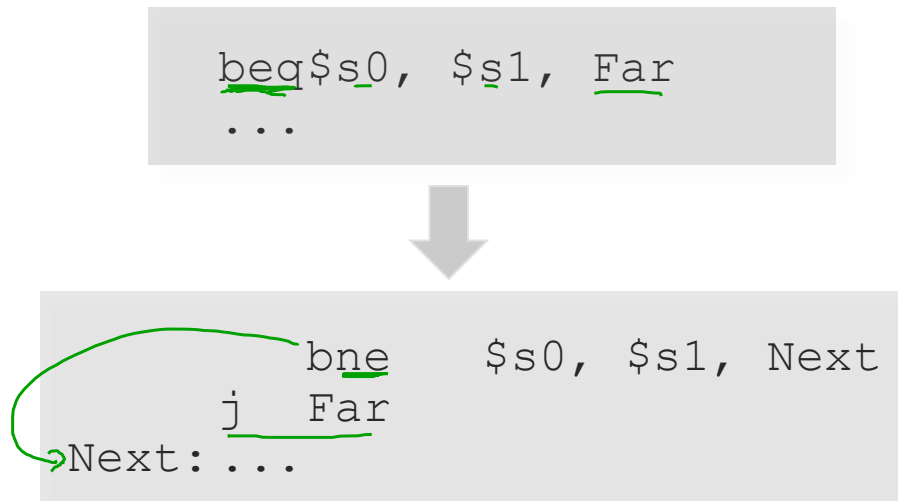 beq$s0, $s1, Far
...
bne $s0, $s1, Next
j Far
Next:...